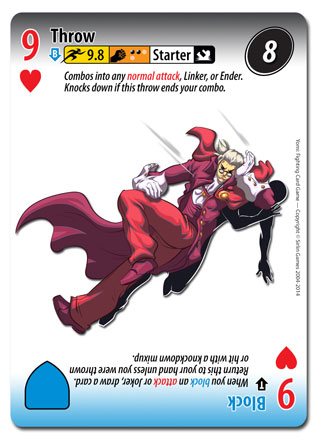 9 Throw
B 9.8 Starter
8
Combos into any normal attack, Linker, or Ender.
Knocks down if this throw ends your combo.
Yomi: Fighting Card Game — Copyright © Sirlin Games 2004-2014
9 Block
When you block an attack or Joker, draw a card.
Return this to your hand unless you were thrown
or hit with a knockdown mixup.